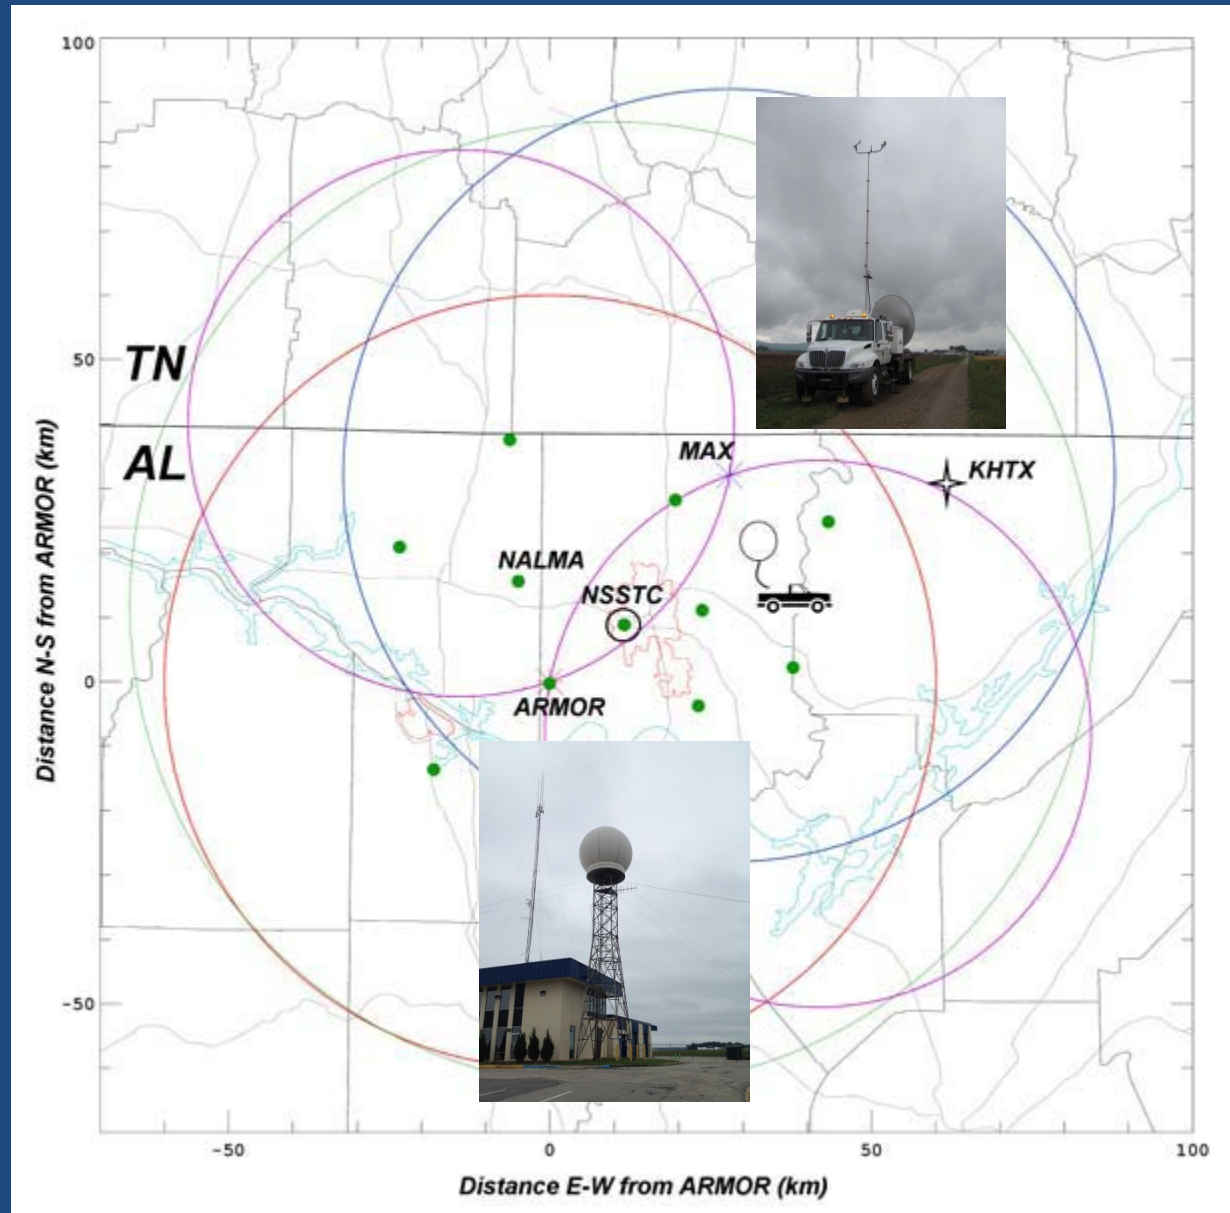 100
50
TN
AL
MAX
KHTX
NALMA
NSSTC
0
ARMOR
−50
−50
0
50
100
Distance N-S from ARMOR (km)
Distance E-W from ARMOR (km)